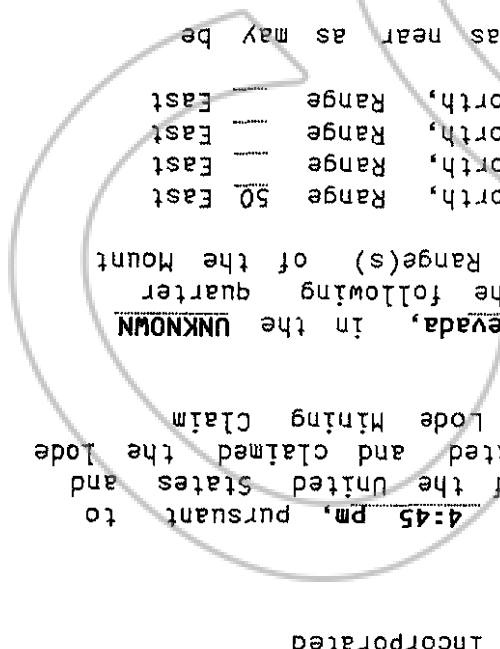 Incorporated
4:45 pm, pursuant to
f the United States and
ated and claimed the lode
Lode Mining Claim
evada, in the UNKNOWN
he following quarter
Range(s) of the Mount
orth, Range 50 East
orth, Range East
orth, Range East
orth, Range East
as near as may be